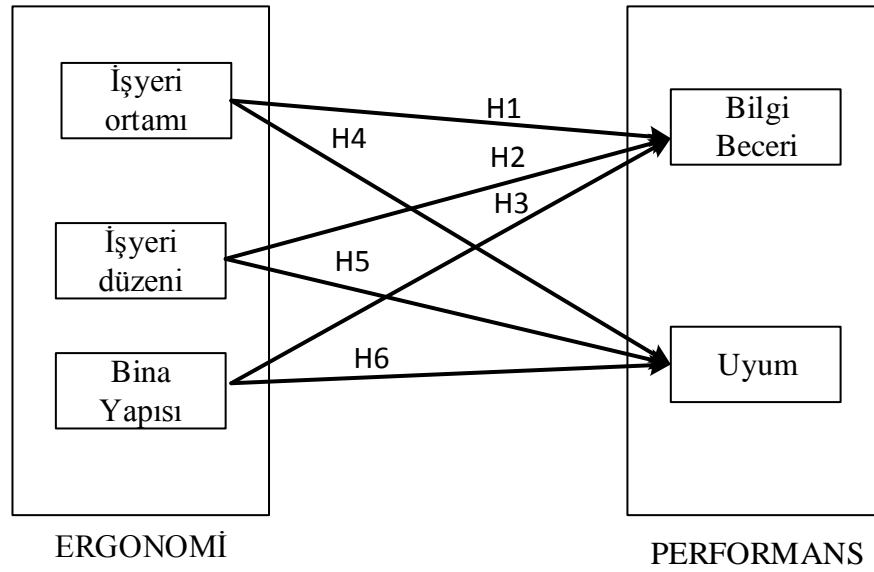 İşyeri
ortamı
İşyeri
düzeni
Bina
Yapısı
ERGONOMİ
H1
H4
H2
H3
H5
H6
Bilgi
Beceri
Uyum
PERFORMANS